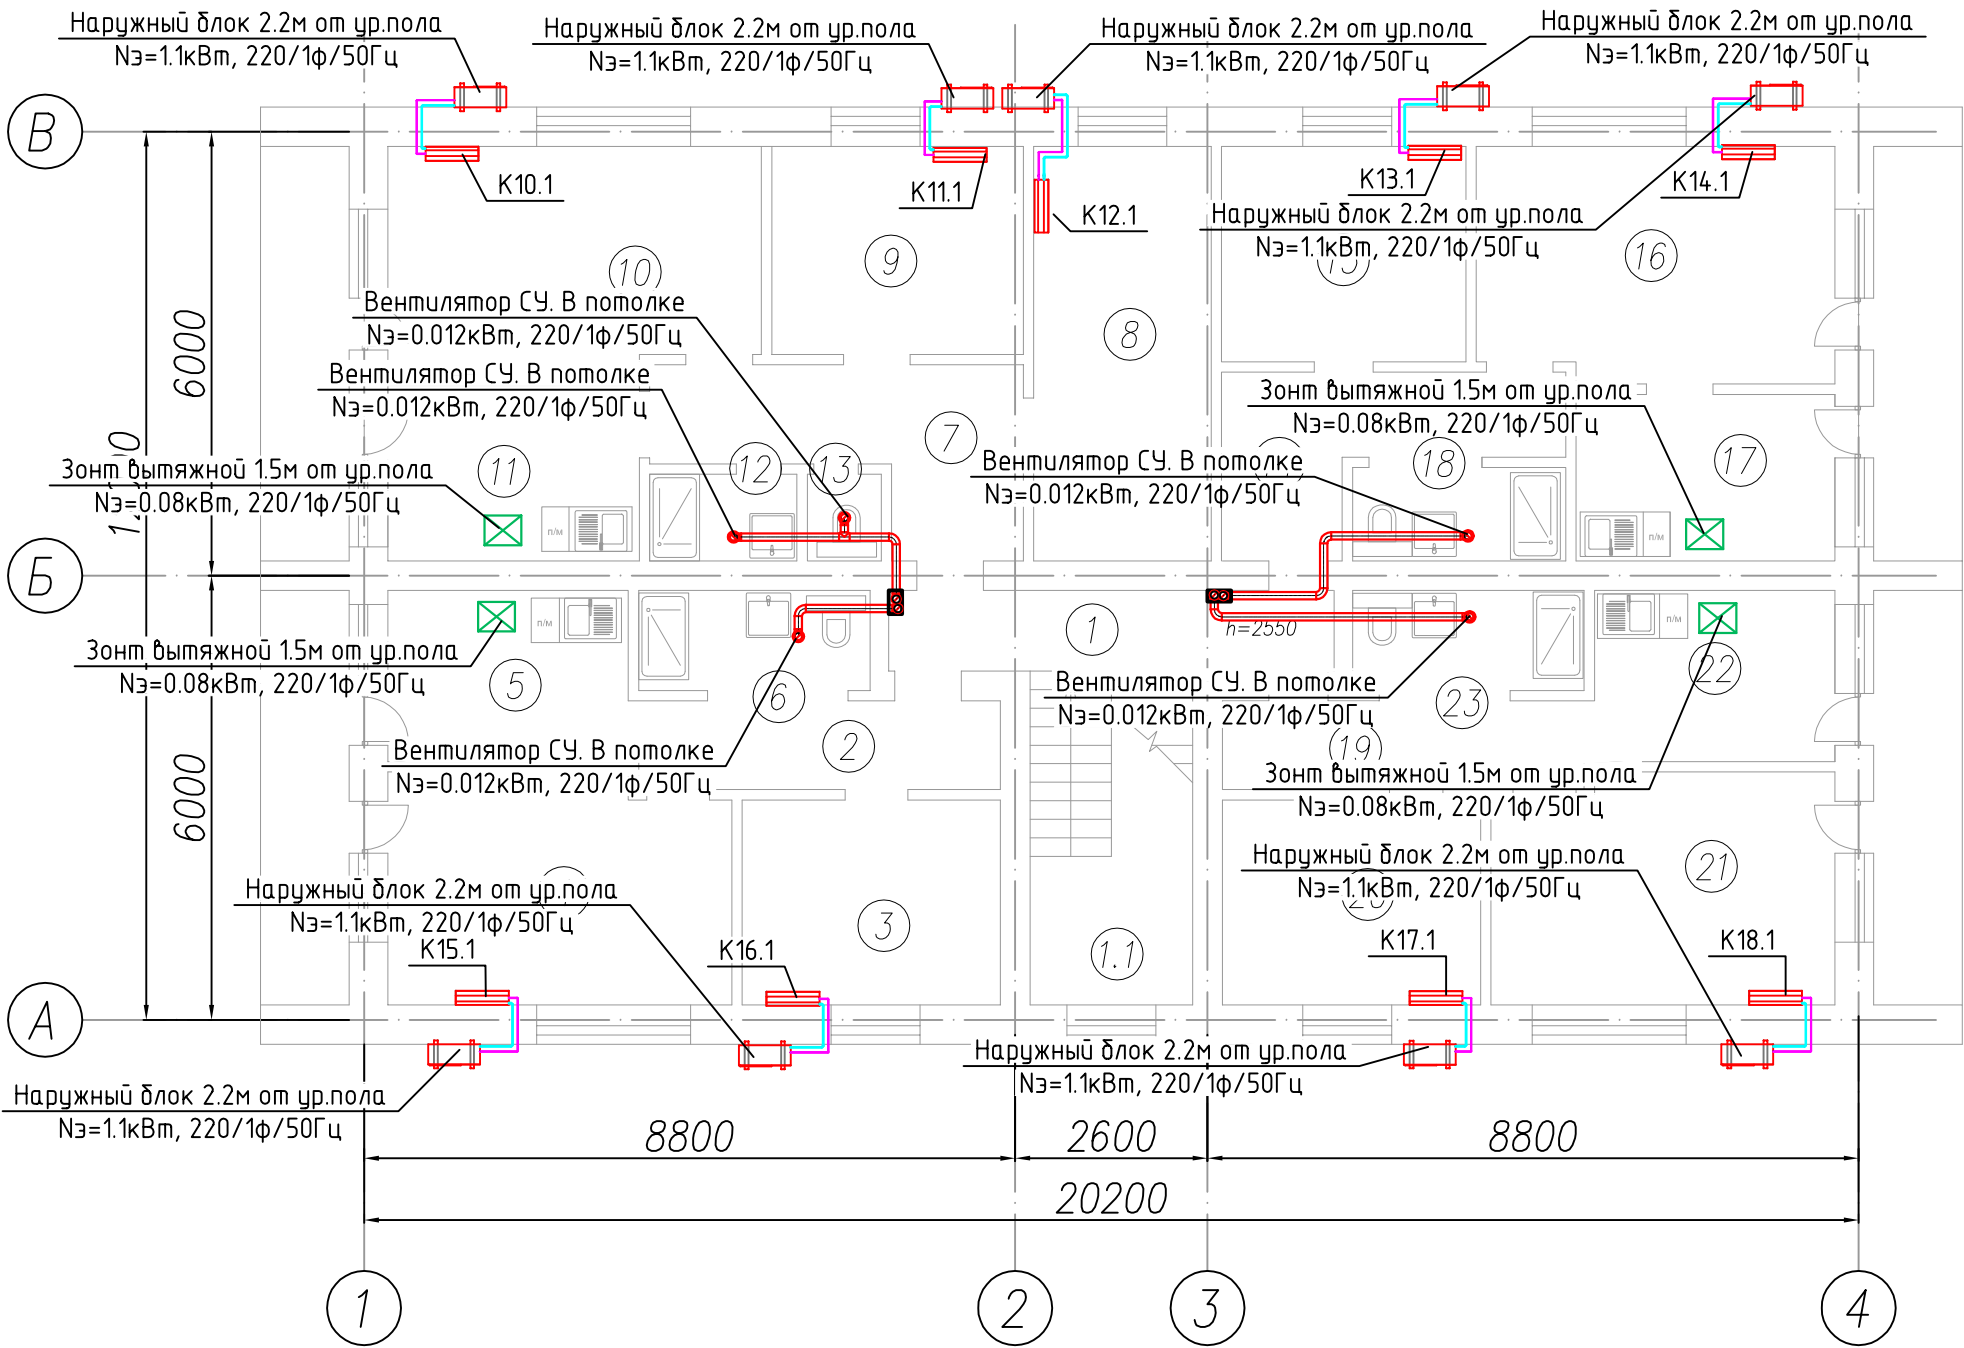 Наружный блок 2.2м от ур.пола
Nэ=1.1кВт, 220/1ф/50Гц
Наружный блок 2.2м от ур.пола
Nэ=1.1кВт, 220/1ф/50Гц
Наружный блок 2.2м от ур.пола
Nэ=1.1кВт, 220/1ф/50Гц
Наружный блок 2.2м от ур.пола
Nэ=1.1кВт, 220/1ф/50Гц
В
К10.1
К11.1
К12.1
К13.1
К14.1
Наружный блок 2.2м от ур.пола
Nэ=1.1кВт, 220/1ф/50Гц
10
9
8
16
6000
Вентилятор СУ. В потолке
Nэ=0.012кВт, 220/1ф/50Гц
Вентилятор СУ. В потолке
Nэ=0.012кВт, 220/1ф/50Гц
Зонт вытяжной 1.5м от ур.пола
Nэ=0.08кВт, 220/1ф/50Гц
7
Зонт вытяжной 1.5м от ур.пола
Nэ=0.08кВт, 220/1ф/50Гц
11
12
13
Вентилятор СУ. В потолке
Nэ=0.012кВт, 220/1ф/50Гц
18
17
п/м
п/м
Б
п/м
п/м
1
h=2550
Зонт вытяжной 1.5м от ур.пола
Nэ=0.08кВт, 220/1ф/50Гц
5
6
Вентилятор СУ. В потолке
Nэ=0.012кВт, 220/1ф/50Гц
23
22
6000
Вентилятор СУ. В потолке
Nэ=0.012кВт, 220/1ф/50Гц
2
19
Зонт вытяжной 1.5м от ур.пола
Nэ=0.08кВт, 220/1ф/50Гц
Наружный блок 2.2м от ур.пола
Nэ=1.1кВт, 220/1ф/50Гц
3
1.1
Наружный блок 2.2м от ур.пола
Nэ=1.1кВт, 220/1ф/50Гц
21
К15.1
К16.1
К17.1
К18.1
А
Наружный блок 2.2м от ур.пола
Nэ=1.1кВт, 220/1ф/50Гц
Наружный блок 2.2м от ур.пола
Nэ=1.1кВт, 220/1ф/50Гц
8800
2600
8800
20200
1
2
3
4